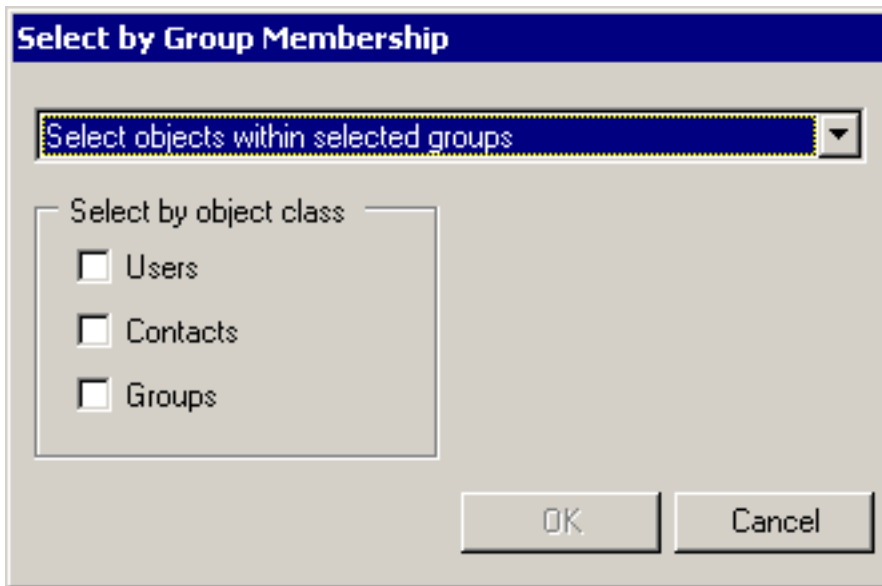 Select by Group Membership
Select objects within selected groups
Select by object class
Users
Contacts
Groups
OK
Cancel